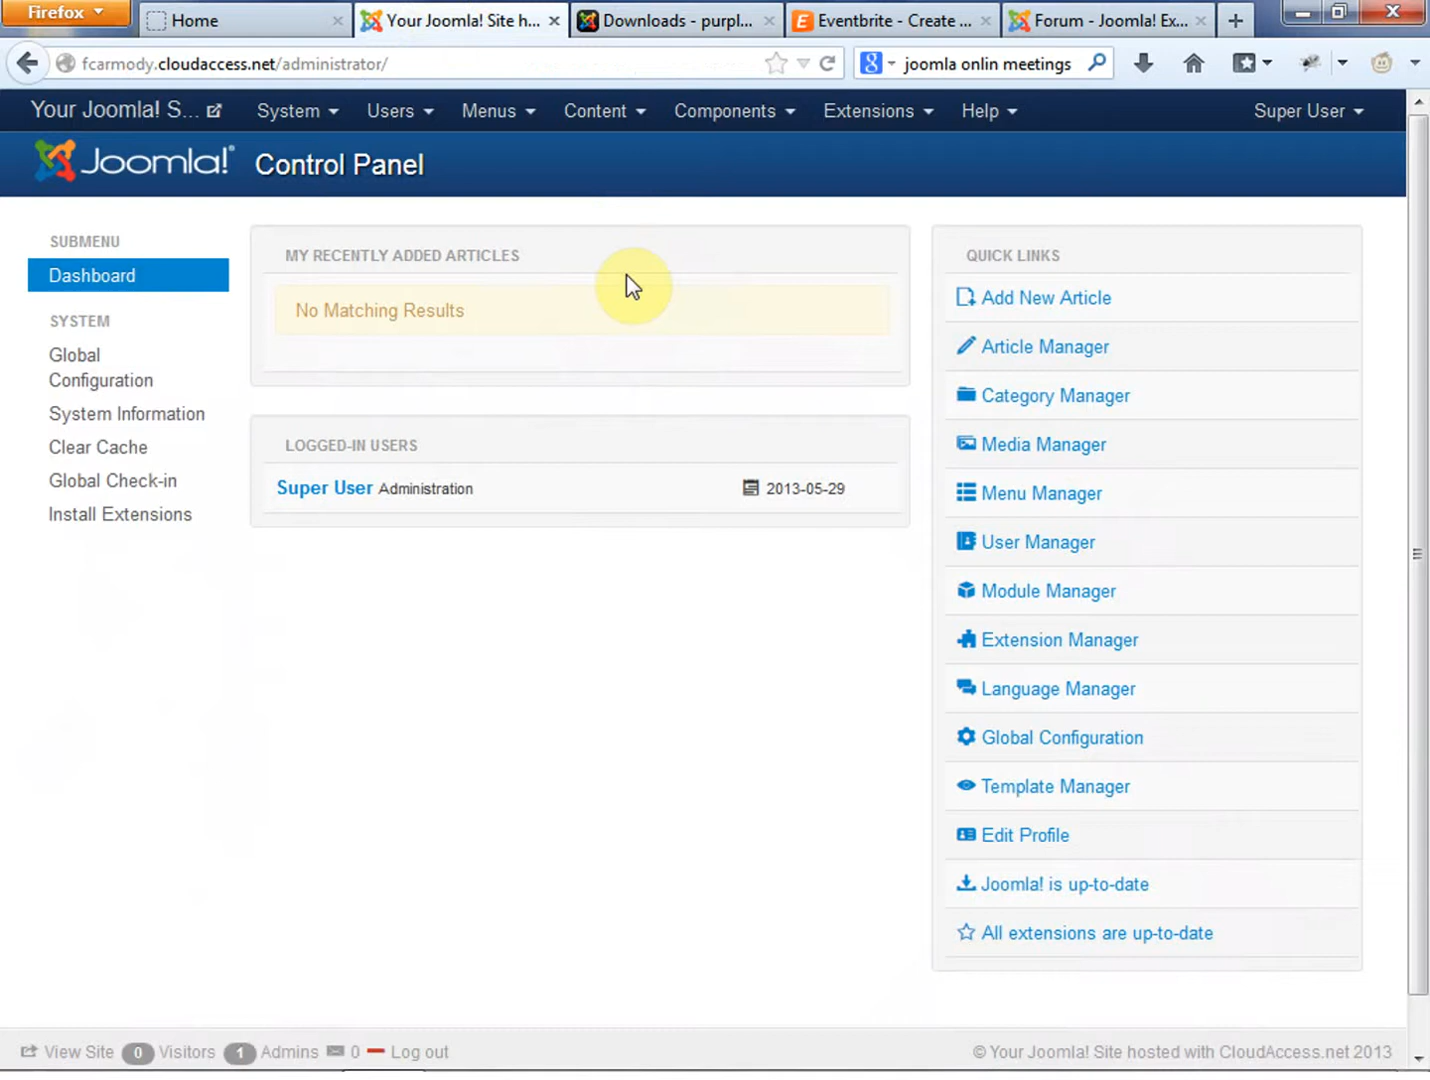 Firefox
Home
Your Joomla! Site h...
Downloads - purpl...
Eventbrite - Create ...
Forum - Joomla! Ex...
fcarmody.cloudaccess.net/administrator/
joomla onlin meetings
Your Joomla! S...
System
Users
Menus
Content
Components
Extensions
Help
Super User
Joomla!
Control Panel
SUBMENU
Dashboard
SYSTEM
Global
Configuration
System Information
Clear Cache
Global Check-in
Install Extensions
MY RECENTLY ADDED ARTICLES
No Matching Results
LOGGED-IN USERS
Super User Administration 2013-05-29
QUICK LINKS
Add New Article
Article Manager
Category Manager
Media Manager
Menu Manager
User Manager
Module Manager
Extension Manager
Language Manager
Global Configuration
Template Manager
Edit Profile
Joomla! is up-to-date
All extensions are up-to-date
View Site 0 Visitors 1 Admins 0 Log out
© Your Joomla! Site hosted with CloudAccess.net 2013